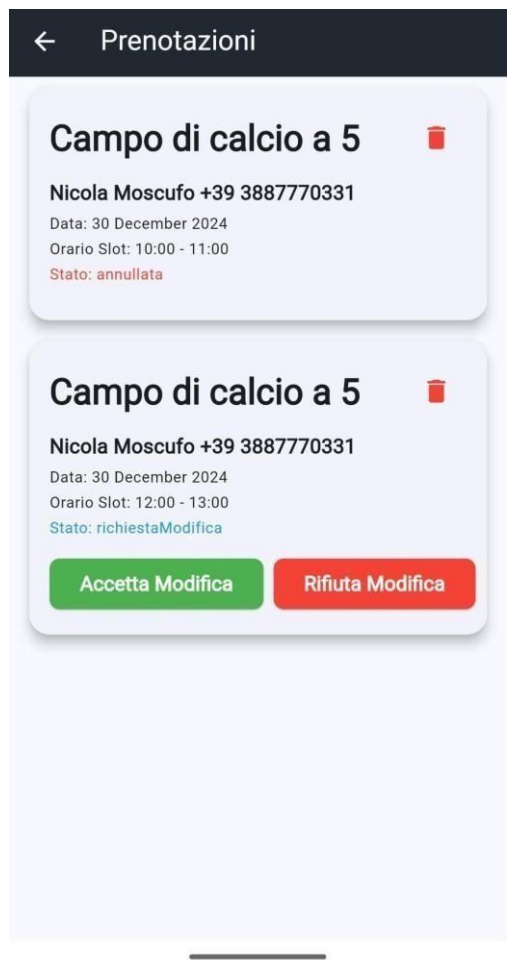 Prenotazioni
Campo di calcio a 5
Nicola Moscufo +39 3887770331
Data: 30 December 2024
Orario Slot: 10:00 - 11:00
Stato: annullata
Campo di calcio a 5
Nicola Moscufo +39 3887770331
Data: 30 December 2024
Orario Slot: 12:00 - 13:00
Stato: richiestaModifica
Accetta Modifica
Rifiuta Modifica